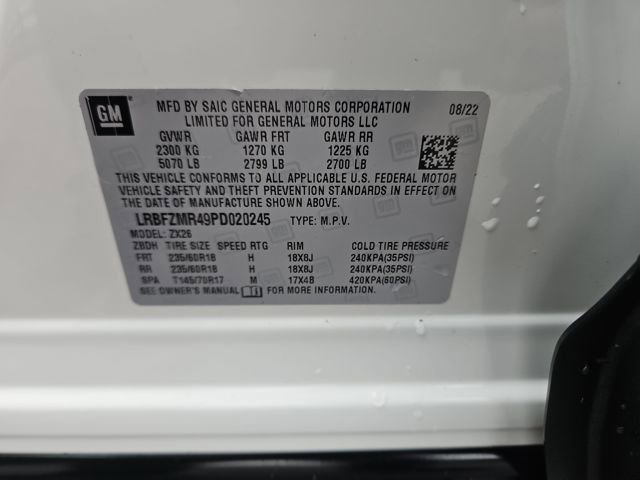 GM
MFD BY SAIC GENERAL MOTORS CORPORATION 08/22
LIMITED FOR GENERAL MOTORS LLC
GVWR GAWR FRT GAWR RR
2300 KG 1270 KG 1225 KG
5070 LB 2799 LB 2700 LB
THIS VEHICLE CONFORMS TO ALL APPLICABLE U.S. FEDERAL MOTOR
VEHICLE SAFETY AND THEFT PREVENTION STANDARDS IN EFFECT ON
THE DATE OF MANUFACTURE SHOWN ABOVE.
LRBFZMR49PD020245 TYPE: M.P.V.
MODEL: ZX26
ZBDH TIRE SIZE SPEED RTG RIM COLD TIRE PRESSURE
FRT 235/60R18 H 18X8J 240KPA(35PSI)
RR 235/60R18 H 18X8J 240KPA(35PSI)
SPA T145/70R17 M 17X4B 420KPA(60PSI)
SEE OWNER'S MANUAL FOR MORE INFORMATION.